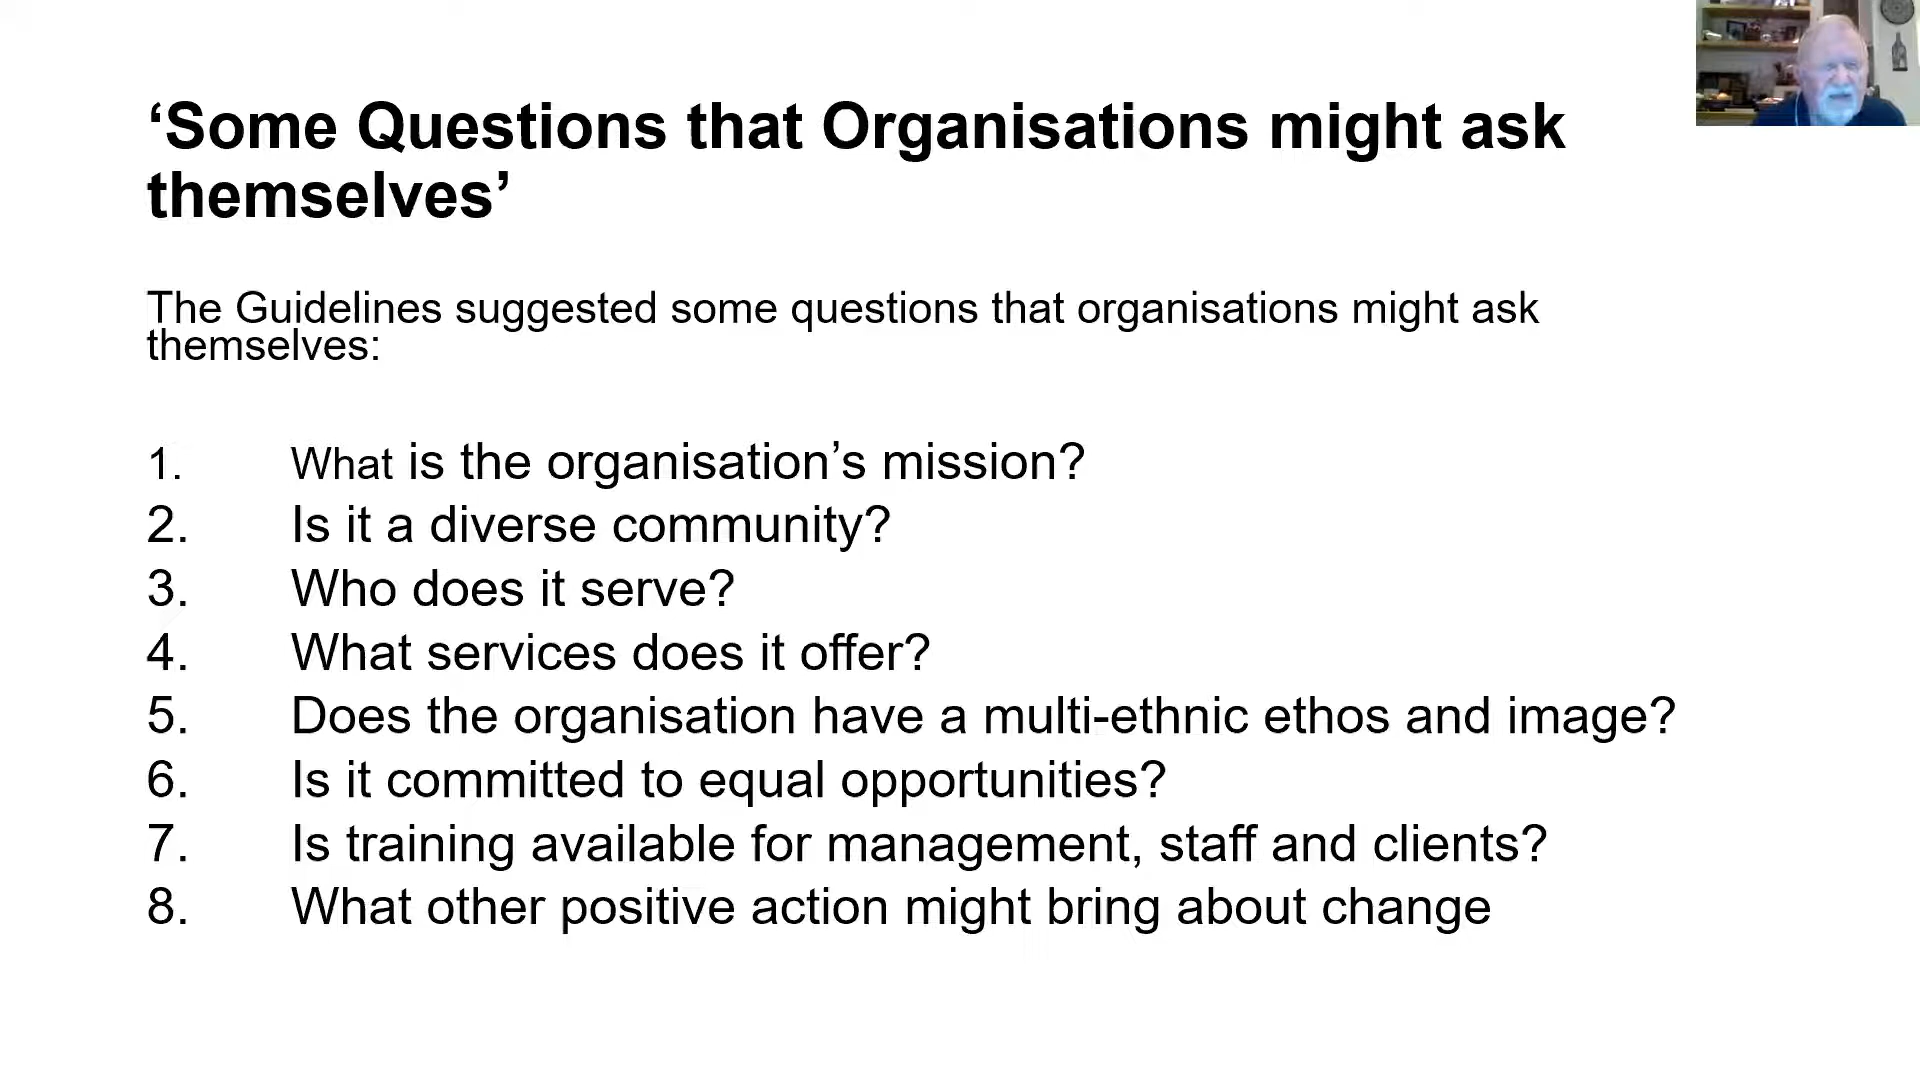 ‘Some Questions that Organisations might ask
themselves’
The Guidelines suggested some questions that organisations might ask
themselves:
1. What is the organisation’s mission?
2. Is it a diverse community?
3. Who does it serve?
4. What services does it offer?
5. Does the organisation have a multi-ethnic ethos and image?
6. Is it committed to equal opportunities?
7. Is training available for management, staff and clients?
8. What other positive action might bring about change